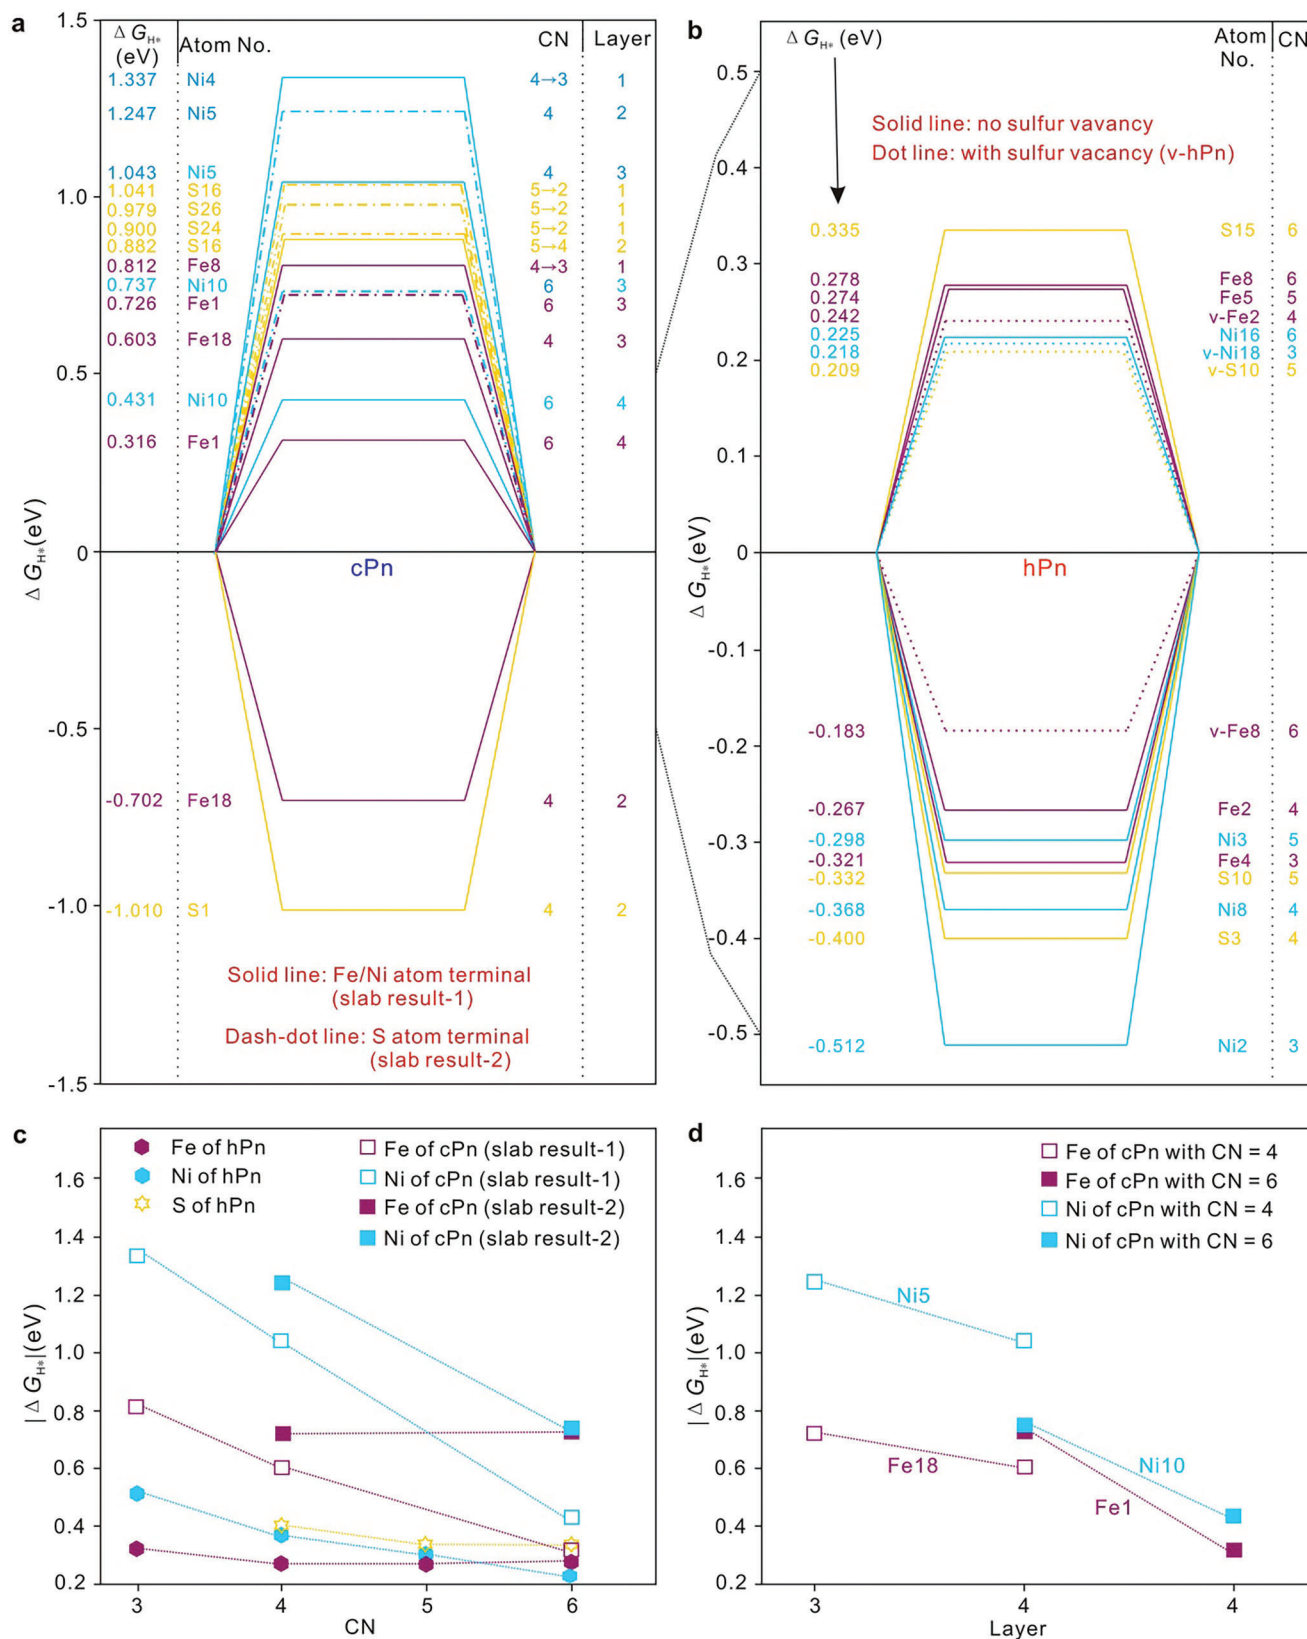 a
Δ G_H* (eV) Atom No. CN Layer
1.337 Ni4 4→3 1
1.247 Ni5 4 2
1.043 Ni5 4 3
1.041 S16 5→2 1
0.979 S26 5→2 1
0.900 S24 5→2 1
0.882 S16 5→4 2
0.812 Fe8 4→3 1
0.737 Ni10 6 3
0.726 Fe1 6 3
0.603 Fe18 4 3
0.431 Ni10 6 4
0.316 Fe1 6 4
cPn
-0.702 Fe18 4 2
-1.010 S1 4 2
Solid line: Fe/Ni atom terminal
(slab result-1)
Dash-dot line: S atom terminal
(slab result-2)
1.5
1.0
0.5
0
-0.5
-1.0
-1.5
Δ G_H* (eV)
b
Δ G_H* (eV) Atom No. CN
Solid line: no sulfur vavancy
Dot line: with sulfur vacancy (v-hPn)
0.335 S15 6
0.278 Fe8 6
0.274 Fe5 5
0.242 v-Fe2 4
0.225 Ni16 6
0.218 v-Ni18 3
0.209 v-S10 5
hPn
-0.183 v-Fe8 6
-0.267 Fe2 4
-0.298 Ni3 5
-0.321 Fe4 3
-0.332 S10 5
-0.368 Ni8 4
-0.400 S3 4
-0.512 Ni2 3
0.5
0.4
0.3
0.2
0.1
0
-0.1
-0.2
-0.3
-0.4
-0.5
Δ G_H* (eV)
c
Fe of hPn
Ni of hPn
S of hPn
Fe of cPn (slab result-1)
Ni of cPn (slab result-1)
Fe of cPn (slab result-2)
Ni of cPn (slab result-2)
1.6
1.4
1.2
1.0
0.8
0.6
0.4
0.2
|Δ G_H*| (eV)
3 4 5 6
CN
d
Fe of cPn with CN = 4
Fe of cPn with CN = 6
Ni of cPn with CN = 4
Ni of cPn with CN = 6
Ni5
Fe18
Ni10
Fe1
1.6
1.4
1.2
1.0
0.8
0.6
0.4
0.2
|Δ G_H*| (eV)
3 4 4
Layer